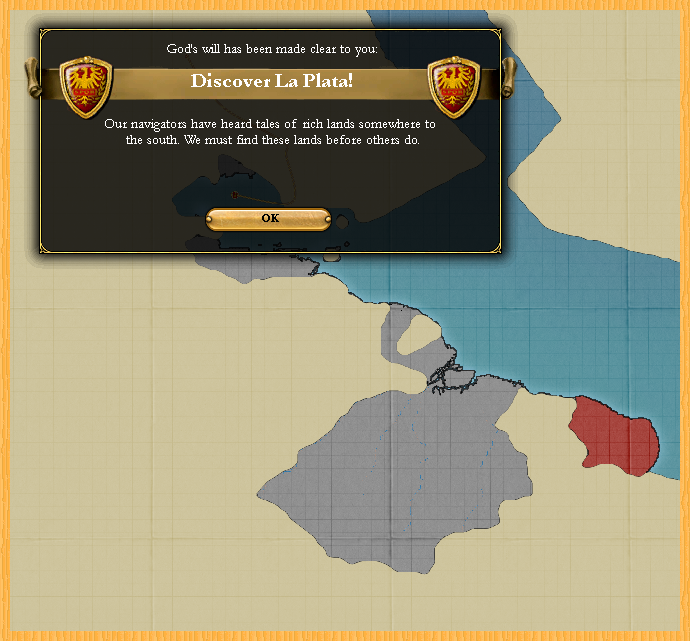 God's will has been made clear to you:
Discover La Plata!
Our navigators have heard tales of rich lands somewhere to
the south. We must find these lands before others do.
OK